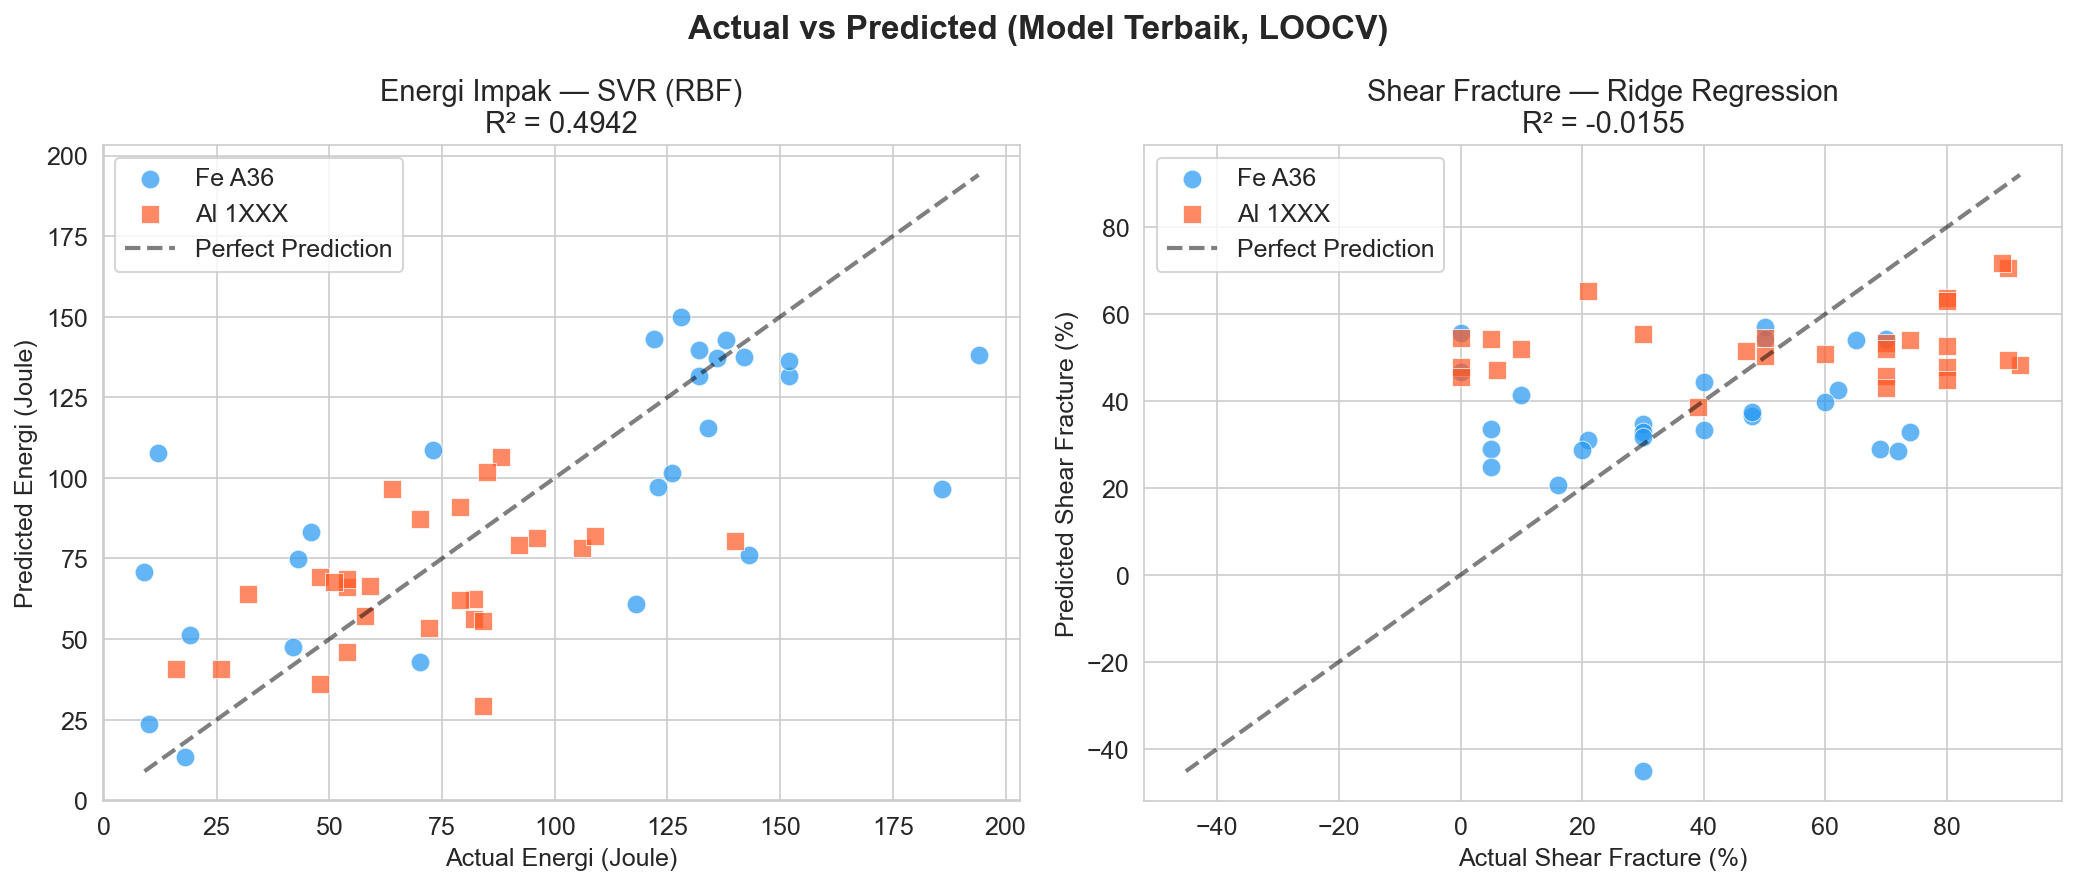 Actual vs Predicted (Model Terbaik, LOOCV)
Energi Impak — SVR (RBF)
R² = 0.4942
Fe A36
Al 1XXX
Perfect Prediction
Predicted Energi (Joule)
200
175
150
125
100
75
50
25
0
0 25 50 75 100 125 150 175 200
Actual Energi (Joule)
Shear Fracture — Ridge Regression
R² = -0.0155
Fe A36
Al 1XXX
Perfect Prediction
Predicted Shear Fracture (%)
80
60
40
20
0
−20
−40
−40 −20 0 20 40 60 80
Actual Shear Fracture (%)